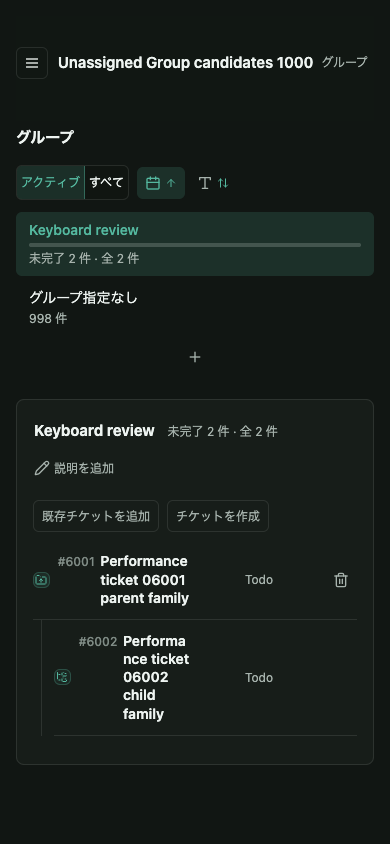 Unassigned Group candidates 1000 グループ
グループ
アクティブ すべて
Keyboard review
未完了 2 件 · 全 2 件
グループ指定なし
998 件
Keyboard review 未完了 2 件 · 全 2 件
説明を追加
既存チケットを追加 チケットを作成
#6001 Performance
ticket 06001
parent family
Todo
#6002 Performa
nce ticket
06002
child
family
Todo